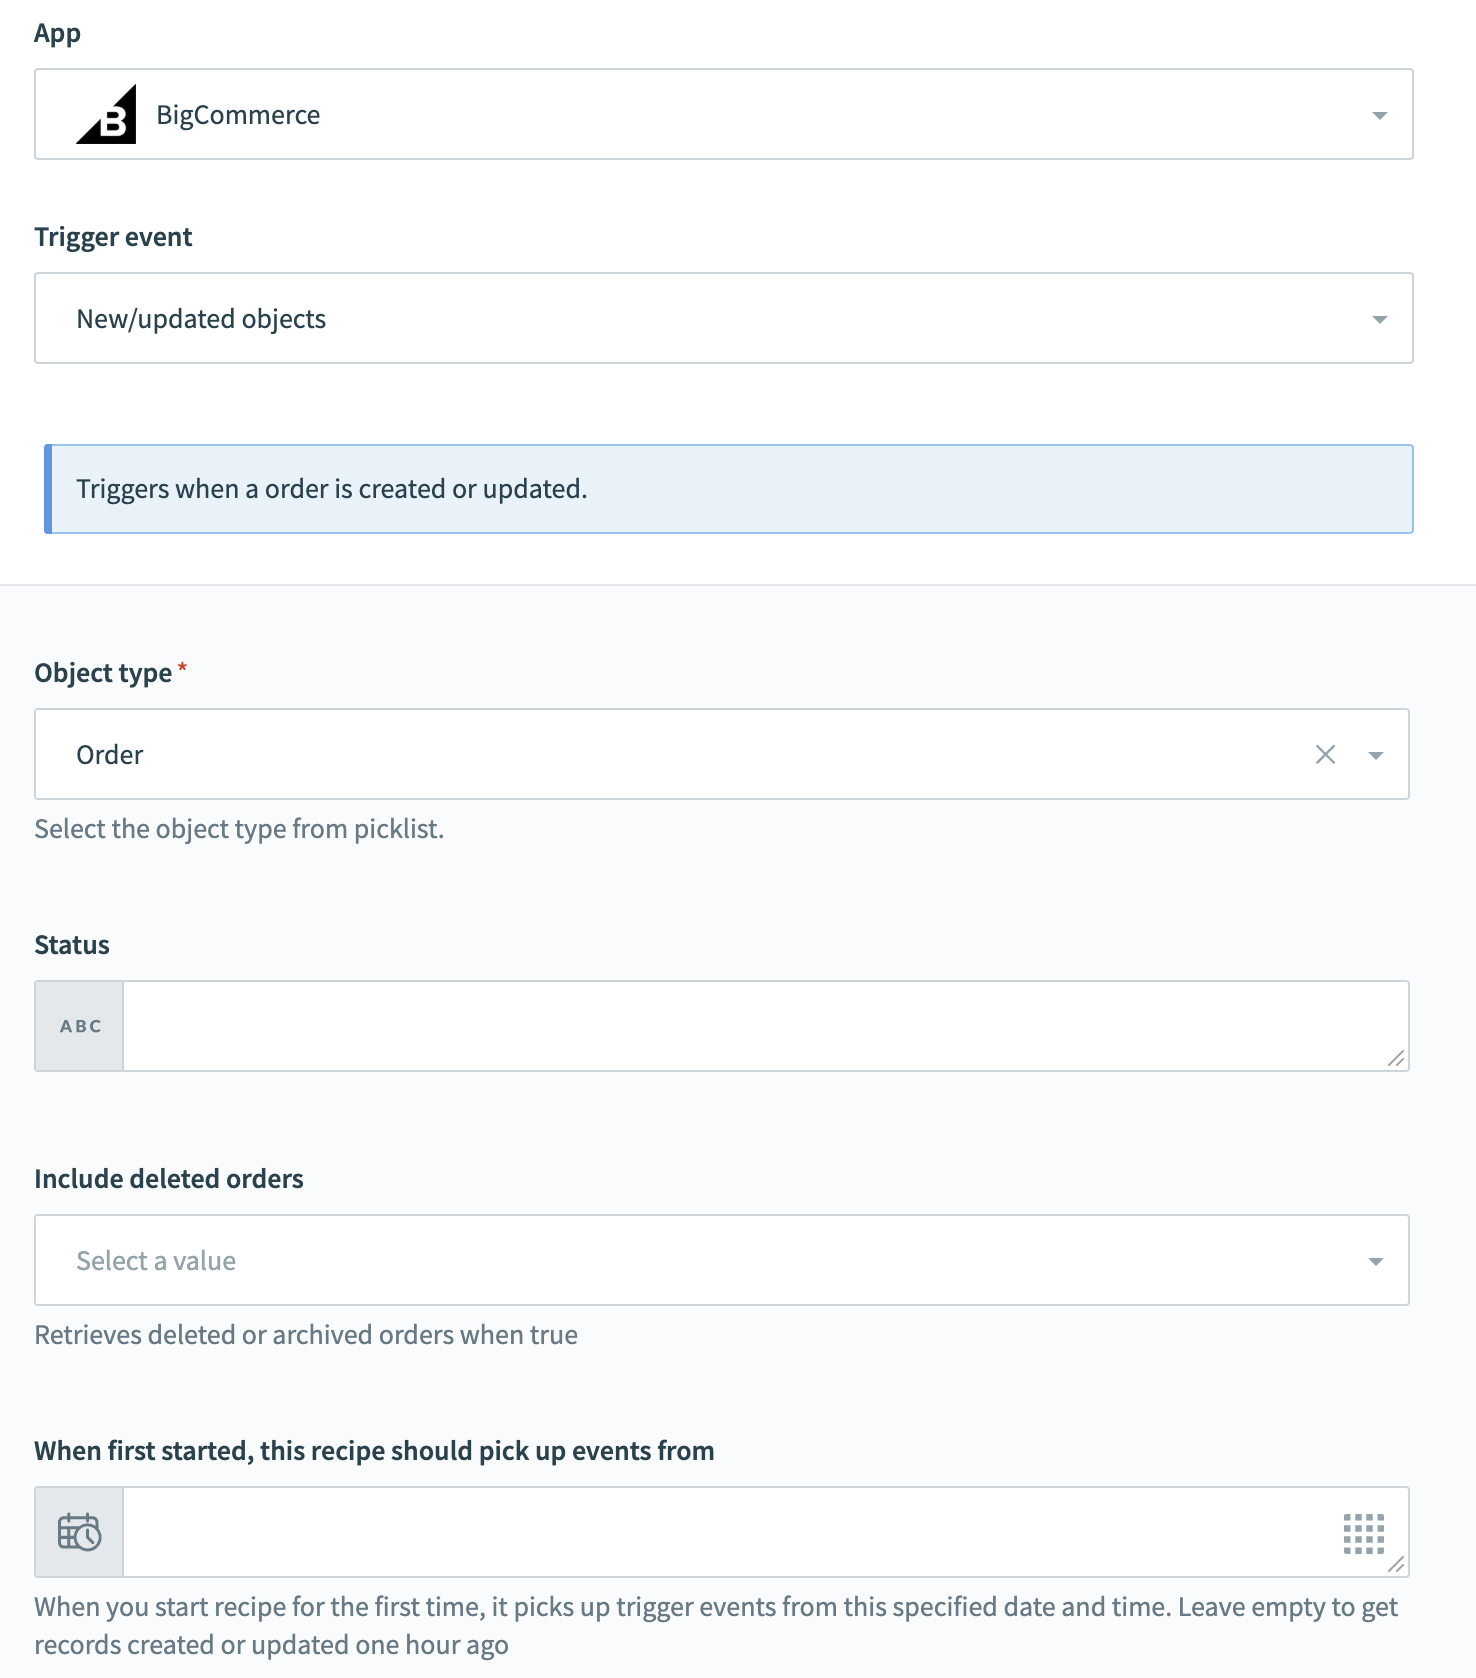 App
B BigCommerce
Trigger event
New/updated objects
Triggers when a order is created or updated.
Object type *
Order
Select the object type from picklist.
Status
ABC
Include deleted orders
Select a value
Retrieves deleted or archived orders when true
When first started, this recipe should pick up events from
When you start recipe for the first time, it picks up trigger events from this specified date and time. Leave empty to get
records created or updated one hour ago